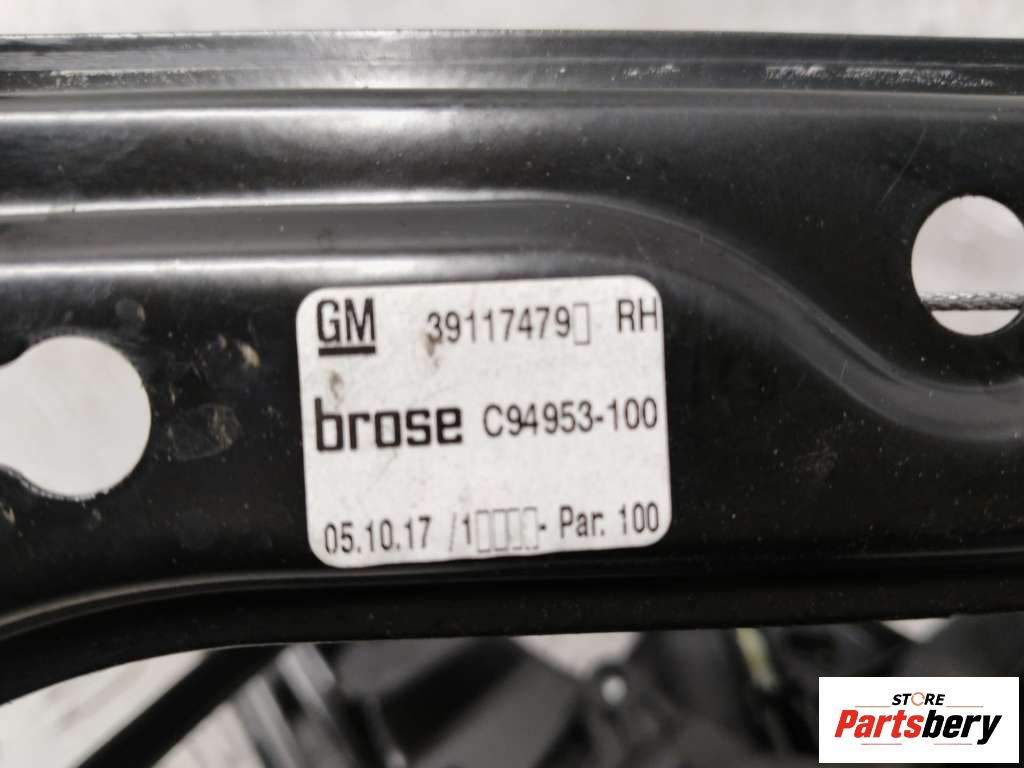 GM 39117479▯ RH
brose C94953-100
05.10.17 /1▯▯▯▯- Par. 100
STORE
Partsbery